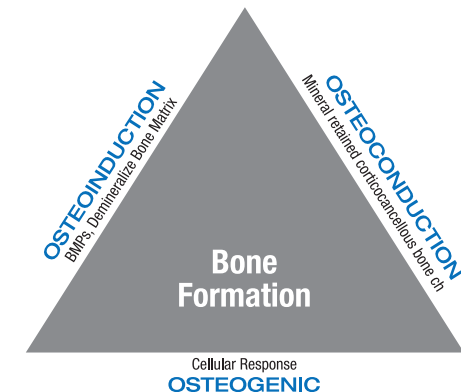 OSTEOINDUCTION
BMPs, Demineralize Bone Matrix
OSTEOCONDUCTION
Mineral retained corticocancellous bone ch
Bone
Formation
Cellular Response
OSTEOGENIC